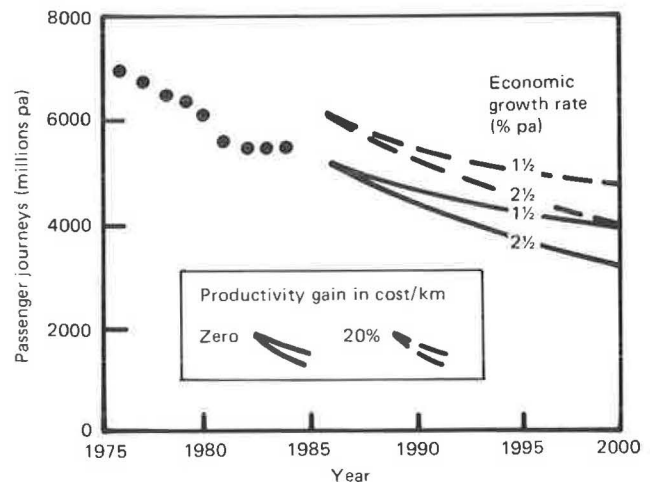 8000
6000
4000
2000
0
Passenger journeys (millions pa)
Economic
growth rate
(% pa)
1½
2½
1½
2½
Productivity gain in cost/km
Zero
20%
1975
1980
1985
1990
1995
2000
Year